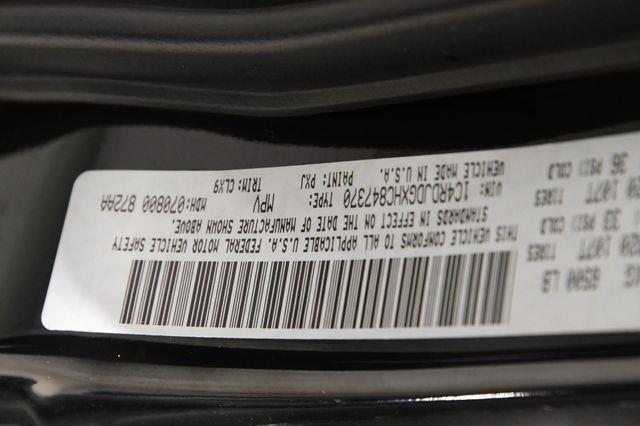 6500 LB
107T TIRES 33 PSI COLD
107T TIRES 36 PSI COLD
THIS VEHICLE CONFORMS TO ALL APPLICABLE U.S.A. FEDERAL MOTOR VEHICLE SAFETY
STANDARDS IN EFFECT ON THE DATE OF MANUFACTURE SHOWN ABOVE.
VIN: 1C4RDJDGXHC847370 TYPE: MPV MDH:070800 872AA
VEHICLE MADE IN U.S.A. PAINT: PXJ TRIM: CLX9